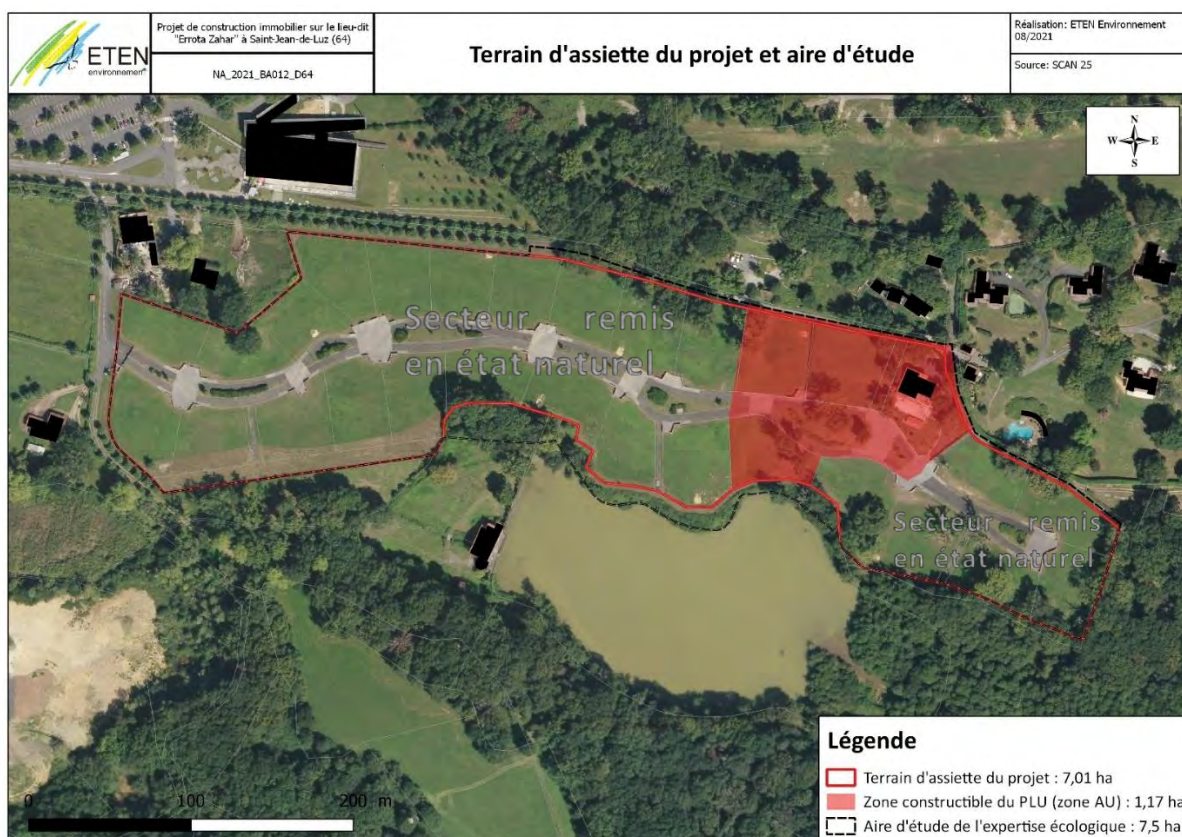 ETEN
environnement
Projet de construction immobilier sur le lieu-dit
"Errota Zahar" à Saint-Jean-de-Luz (64)
NA_2021_BA012_D64
Terrain d'assiette du projet et aire d'étude
Réalisation: ETEN Environnement
08/2021
Source: SCAN 25
N
W E
S
Secteur remis
en état naturel
Secteur remis
en état naturel
0 100 200 m
Légende
Terrain d'assiette du projet : 7,01 ha
Zone constructible du PLU (zone AU) : 1,17 ha
Aire d'étude de l'expertise écologique : 7,5 ha